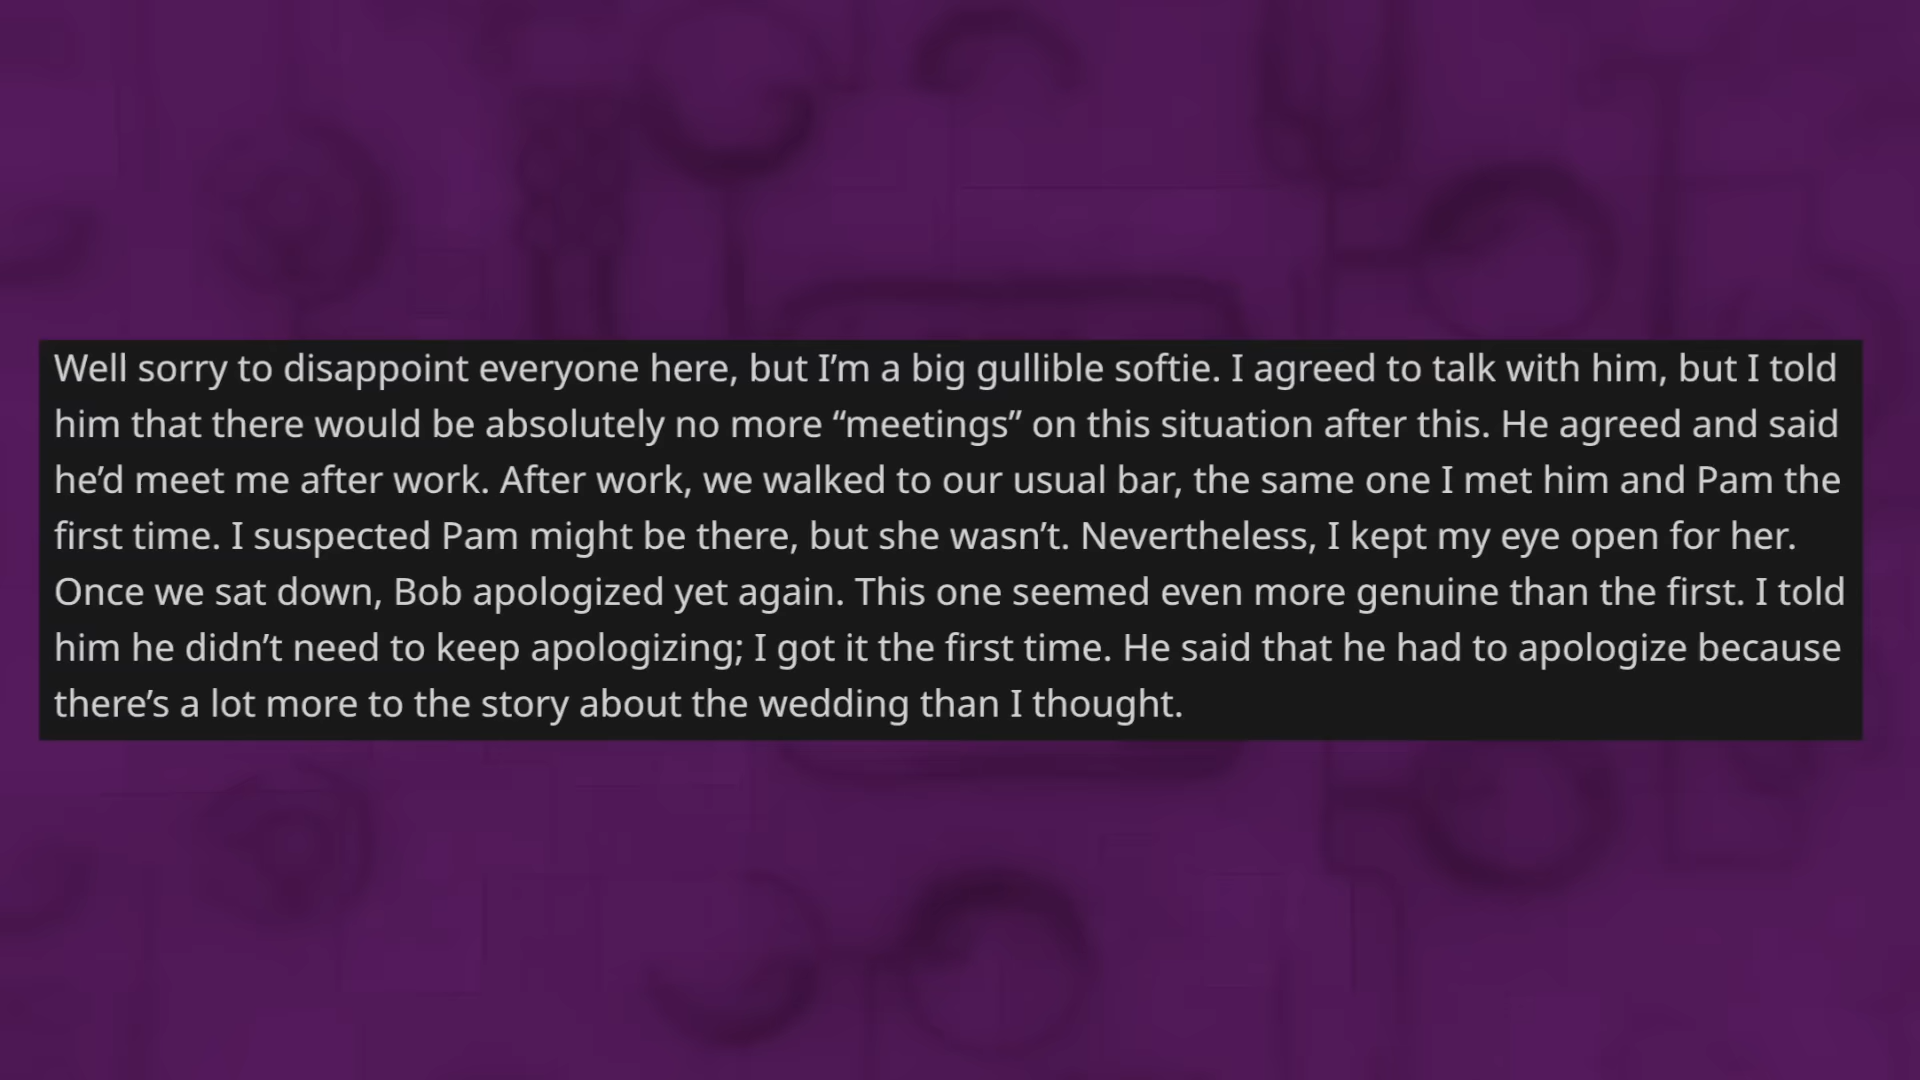 Well sorry to disappoint everyone here, but I’m a big gullible softie. I agreed to talk with him, but I told
him that there would be absolutely no more “meetings” on this situation after this. He agreed and said
he’d meet me after work. After work, we walked to our usual bar, the same one I met him and Pam the
first time. I suspected Pam might be there, but she wasn’t. Nevertheless, I kept my eye open for her.
Once we sat down, Bob apologized yet again. This one seemed even more genuine than the first. I told
him he didn’t need to keep apologizing; I got it the first time. He said that he had to apologize because
there’s a lot more to the story about the wedding than I thought.